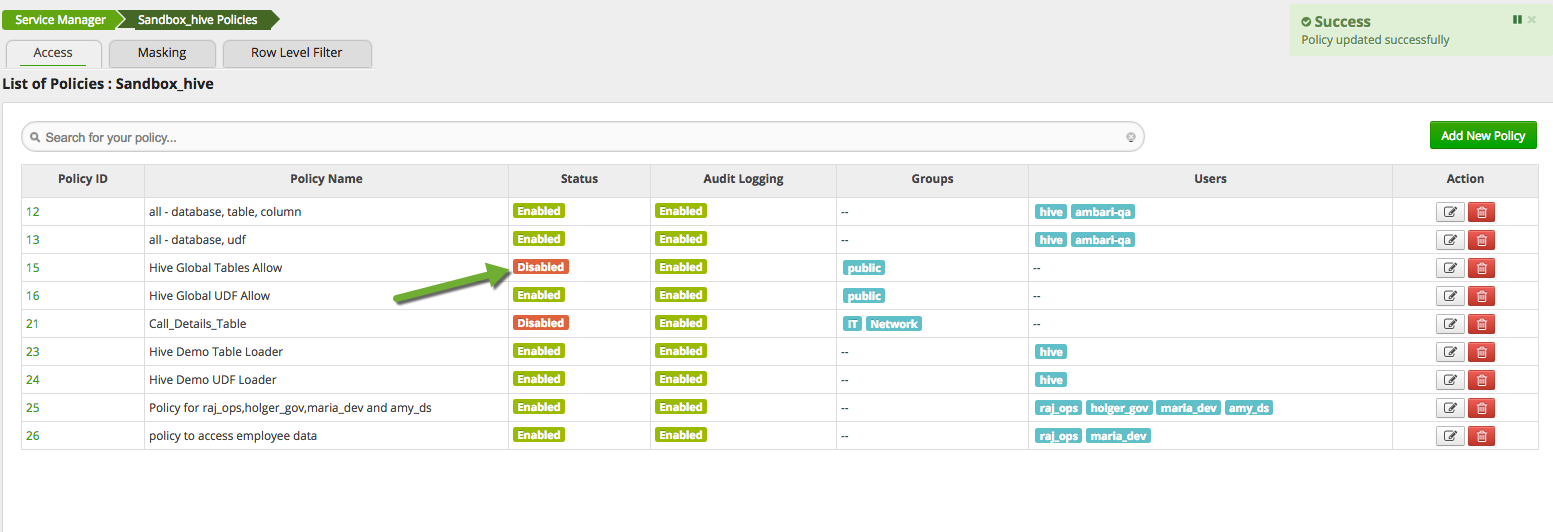 Service Manager Sandbox_hive Policies
Success
Policy updated successfully
Access Masking Row Level Filter
List of Policies : Sandbox_hive
Search for your policy...
Add New Policy
Policy ID Policy Name Status Audit Logging Groups Users Action
12 all - database, table, column Enabled Enabled -- hive ambari-qa
13 all - database, udf Enabled Enabled -- hive ambari-qa
15 Hive Global Tables Allow Disabled Enabled public --
16 Hive Global UDF Allow Enabled Enabled public --
21 Call_Details_Table Disabled Enabled IT Network --
23 Hive Demo Table Loader Enabled Enabled -- hive
24 Hive Demo UDF Loader Enabled Enabled -- hive
25 Policy for raj_ops,holger_gov,maria_dev and amy_ds Enabled Enabled -- raj_ops holger_gov maria_dev amy_ds
26 policy to access employee data Enabled Enabled -- raj_ops maria_dev